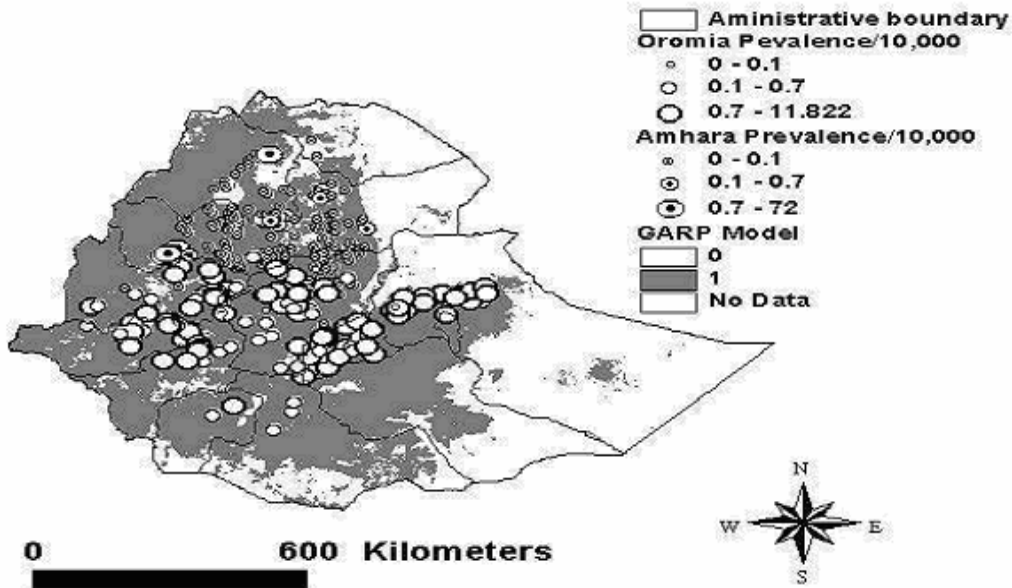 Aministrative boundary
Oromia Pevalence/10,000
0 - 0.1
0.1 - 0.7
0.7 - 11.822
Amhara Prevalence/10,000
0 - 0.1
0.1 - 0.7
0.7 - 72
GARP Model
0
1
No Data
N
W E
S
0 600 Kilometers